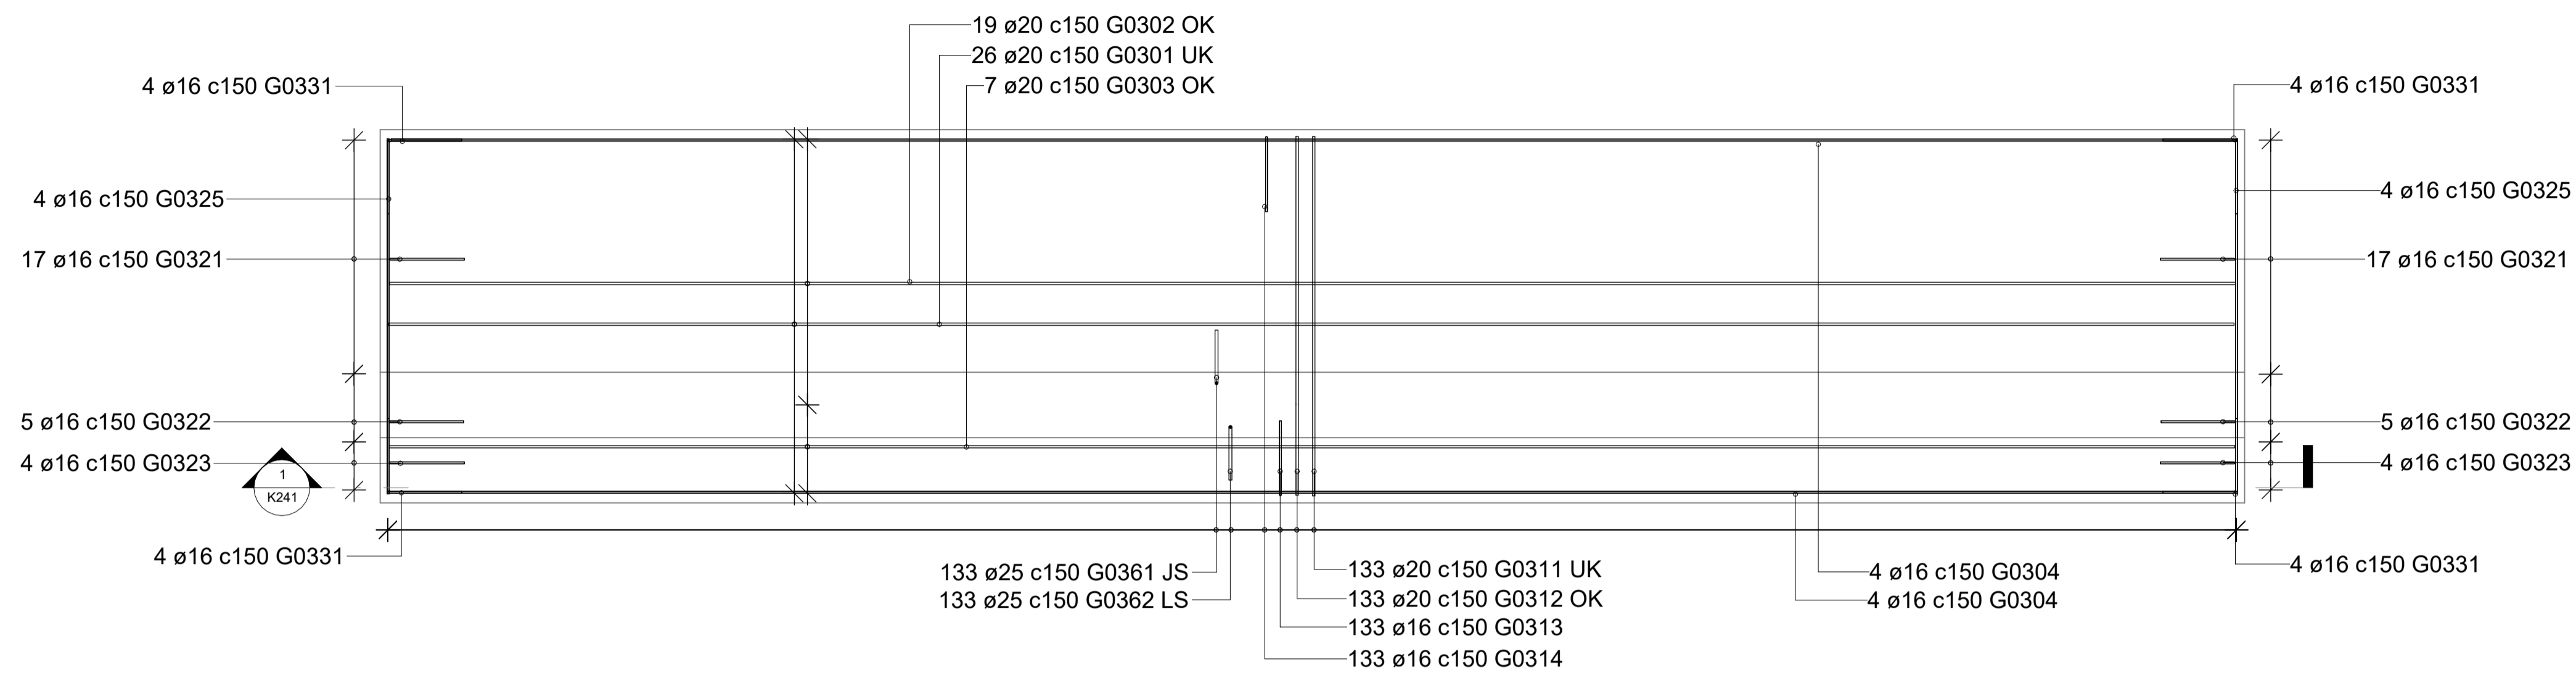 19 ø20 c150 G0302 OK
26 ø20 c150 G0301 UK
7 ø20 c150 G0303 OK
4 ø16 c150 G0331
4 ø16 c150 G0331
4 ø16 c150 G0325
4 ø16 c150 G0325
17 ø16 c150 G0321
17 ø16 c150 G0321
5 ø16 c150 G0322
5 ø16 c150 G0322
4 ø16 c150 G0323
4 ø16 c150 G0323
1
K241
4 ø16 c150 G0331
4 ø16 c150 G0331
133 ø25 c150 G0361 JS
133 ø25 c150 G0362 LS
133 ø20 c150 G0311 UK
133 ø20 c150 G0312 OK
133 ø16 c150 G0313
133 ø16 c150 G0314
4 ø16 c150 G0304
4 ø16 c150 G0304